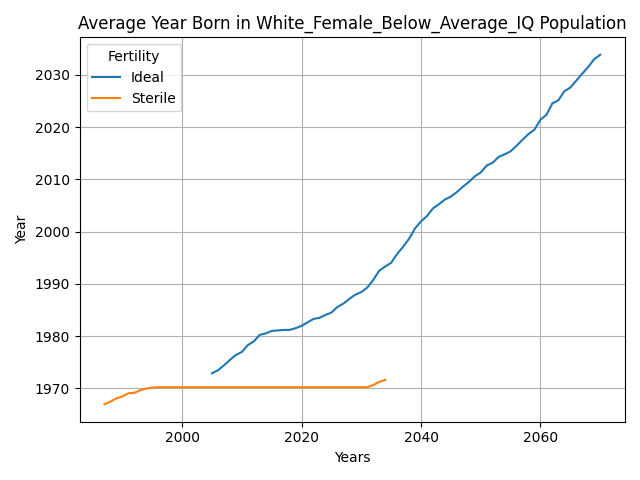 Average Year Born in White_Female_Below_Average_IQ Population
Fertility
Ideal
Sterile
Year
2030
2020
2010
2000
1990
1980
1970
2000 2020 2040 2060
Years